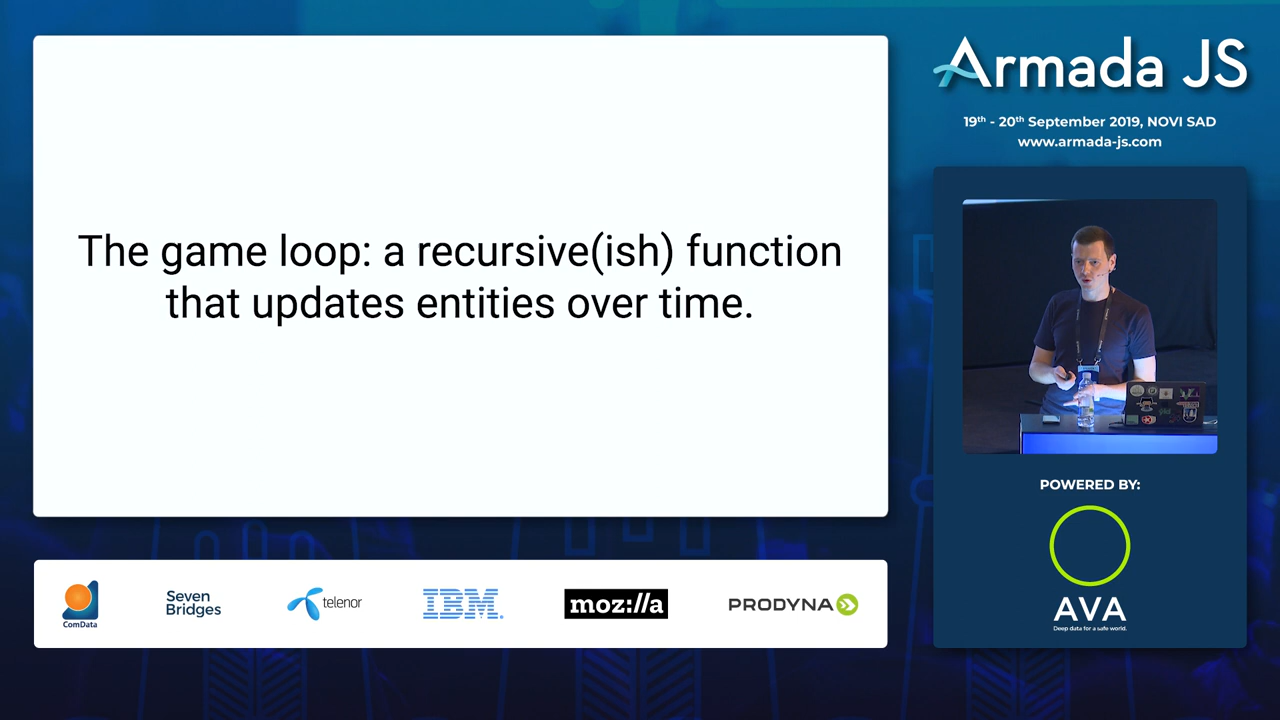 The game loop: a recursive(ish) function
that updates entities over time.
Armada JS
19th - 20th September 2019, NOVI SAD
www.armada-js.com
POWERED BY:
AVA
Deep data for a safe world.
ComData
Seven
Bridges
telenor
IBM
moz://a
PRODYNA